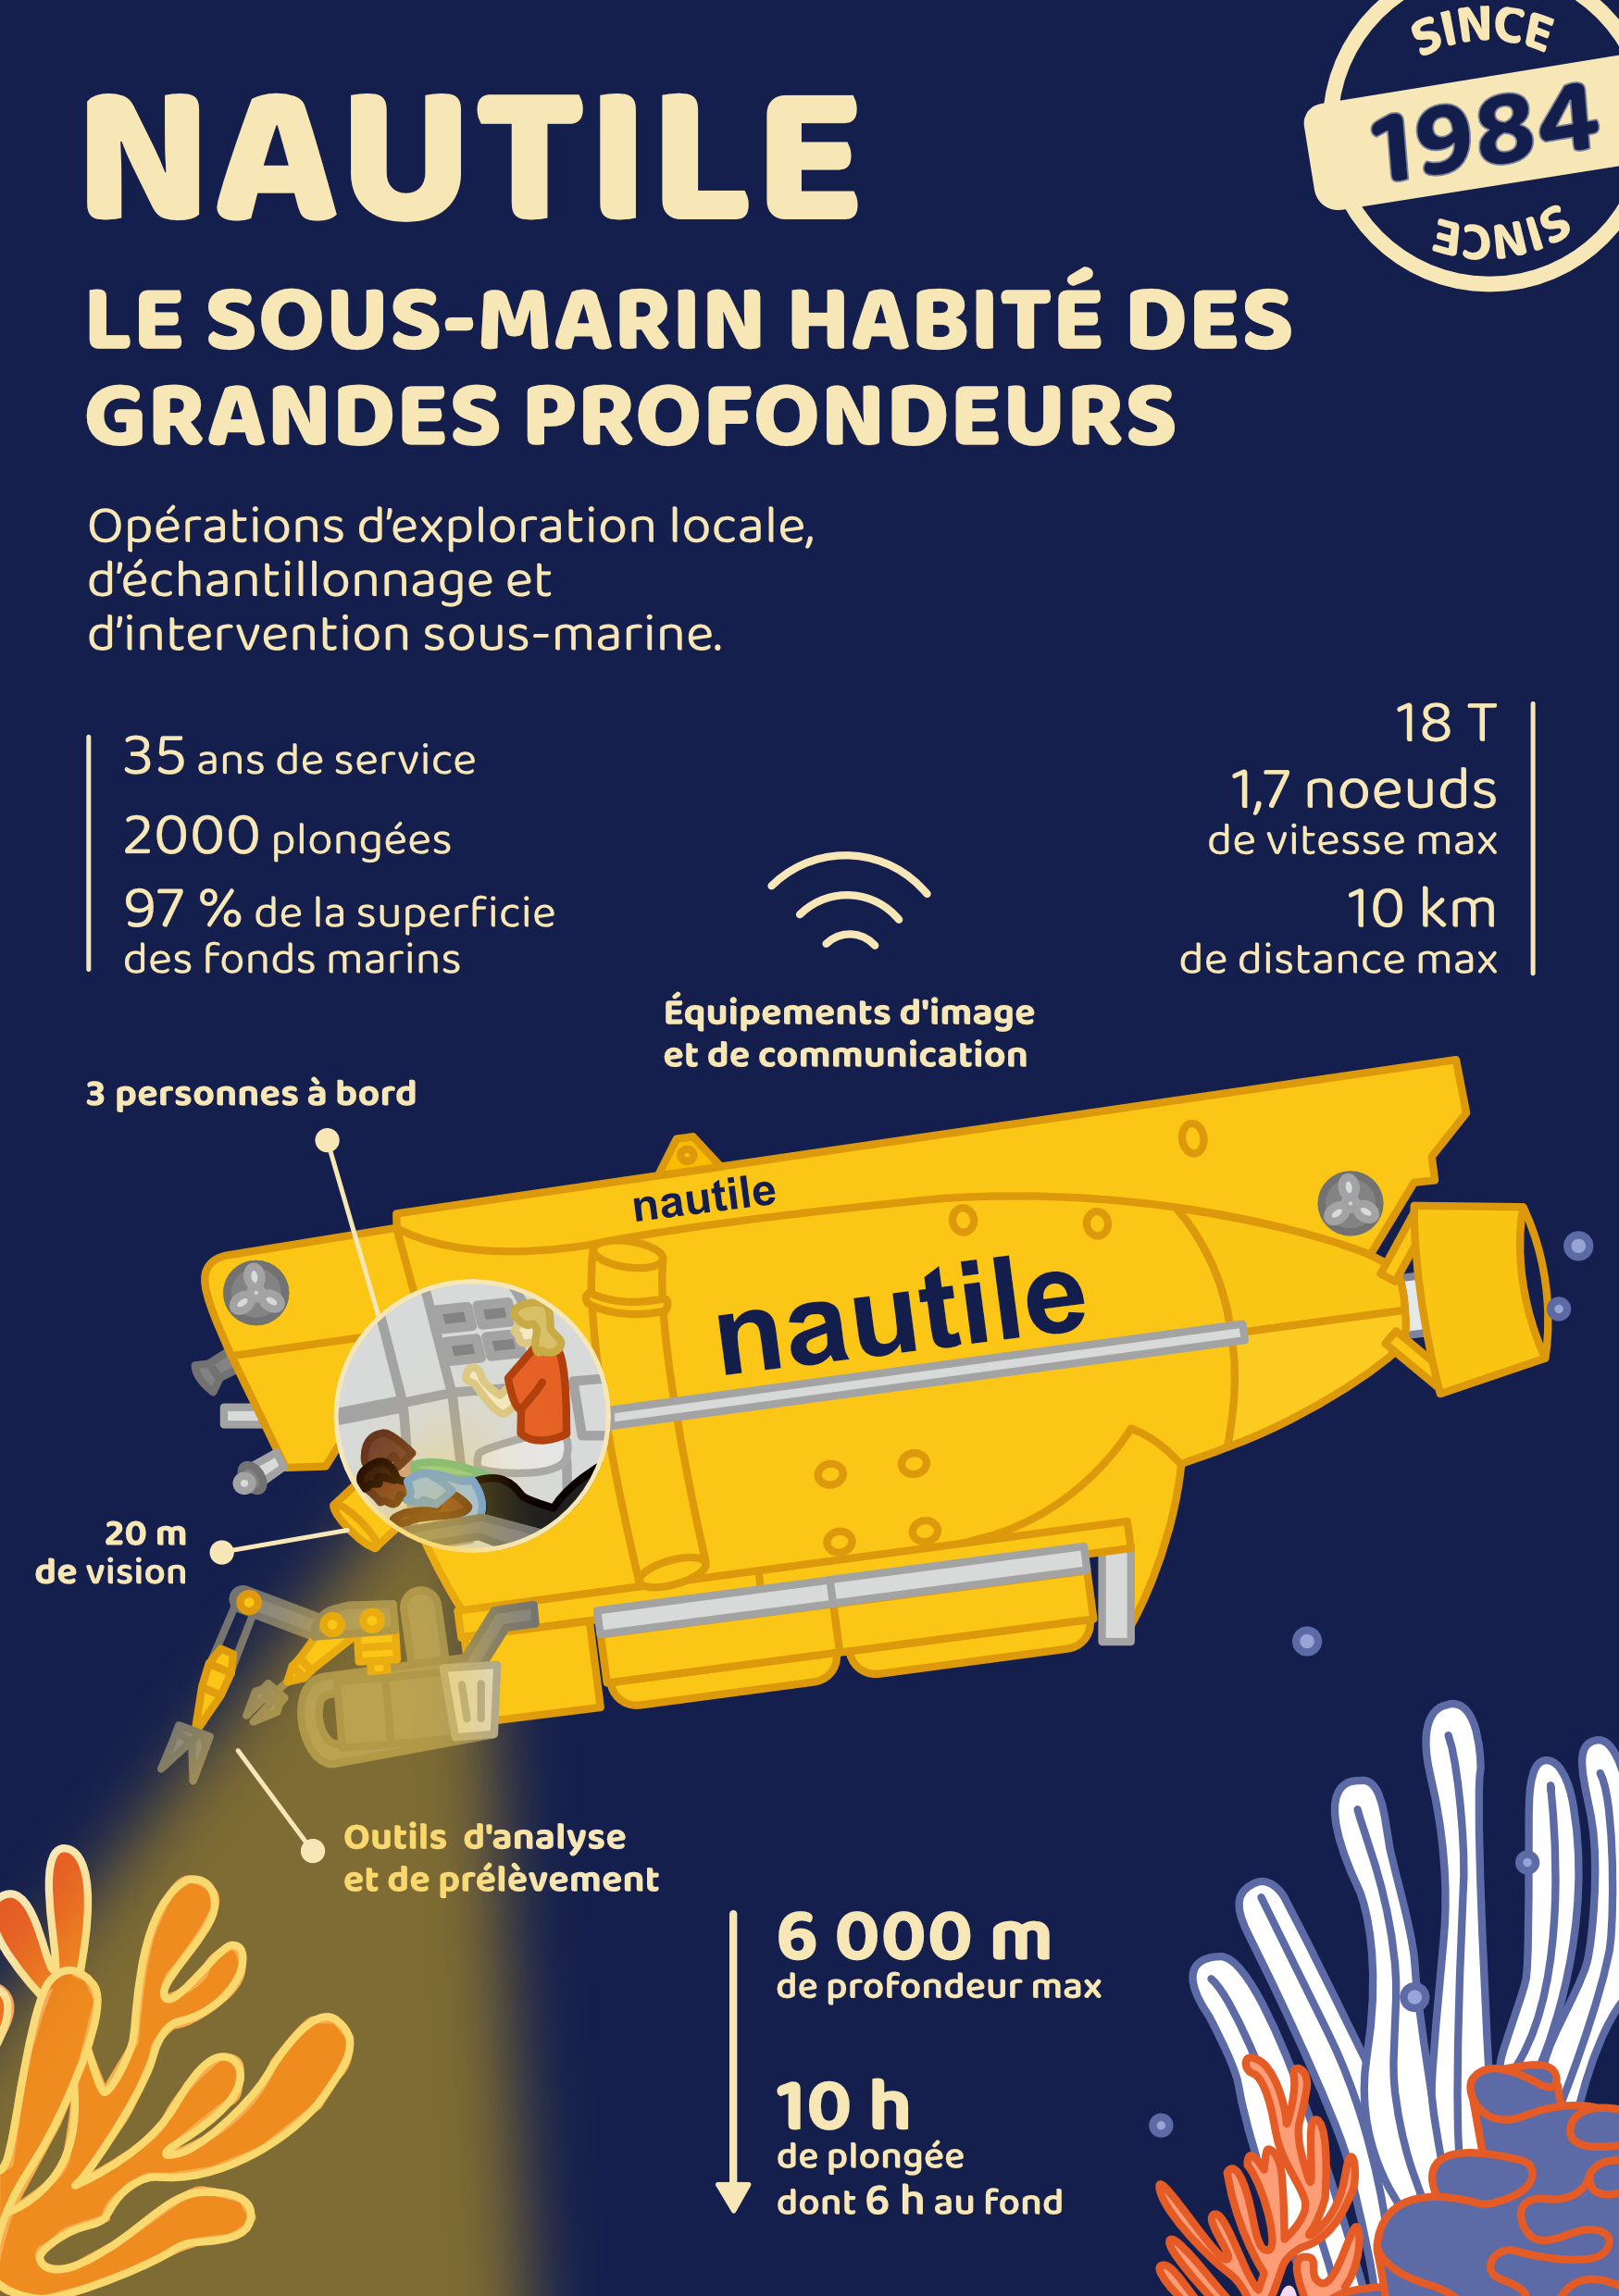 SINCE
1984
SINCE
NAUTILE
LE SOUS-MARIN HABITÉ DES
GRANDES PROFONDEURS
Opérations d'exploration locale,
d'échantillonnage et
d'intervention sous-marine.
35 ans de service
2000 plongées
97 % de la superficie
des fonds marins
18 T
1,7 noeuds
de vitesse max
10 km
de distance max
Équipements d'image
et de communication
3 personnes à bord
nautile
nautile
20 m
de vision
Outils d'analyse
et de prélèvement
6 000 m
de profondeur max
10 h
de plongée
dont 6 h au fond